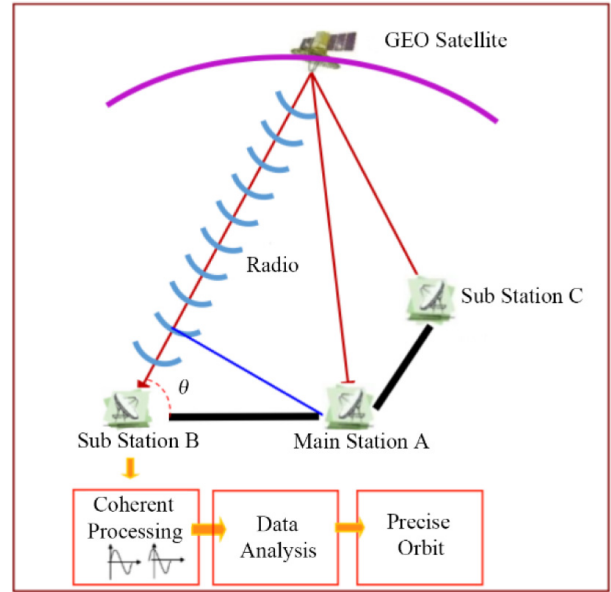 GEO Satellite
Radio
Sub Station C
θ
Sub Station B
Main Station A
Coherent
Processing
Data
Analysis
Precise
Orbit